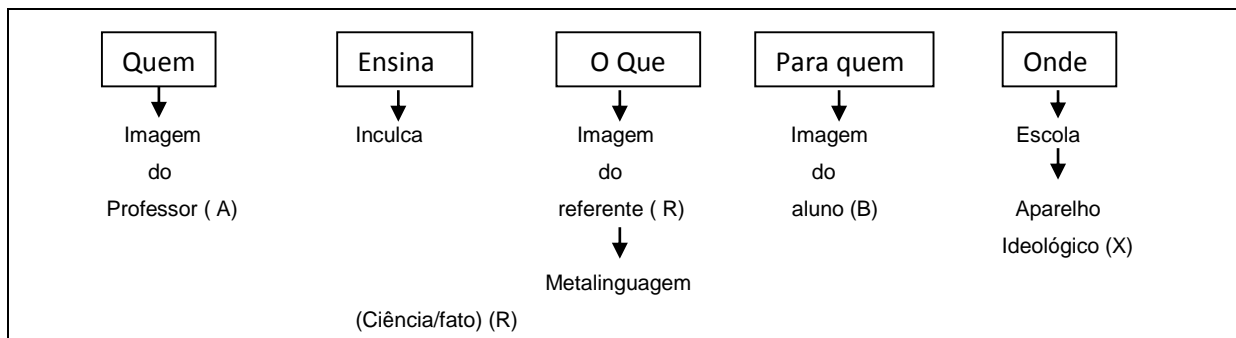 Quem Ensina O Que Para quem Onde
Imagem Inculca Imagem Imagem Escola
do do do
Professor ( A) referente ( R) aluno (B) Aparelho
Ideológico (X)
Metalinguagem
(Ciência/fato) (R)